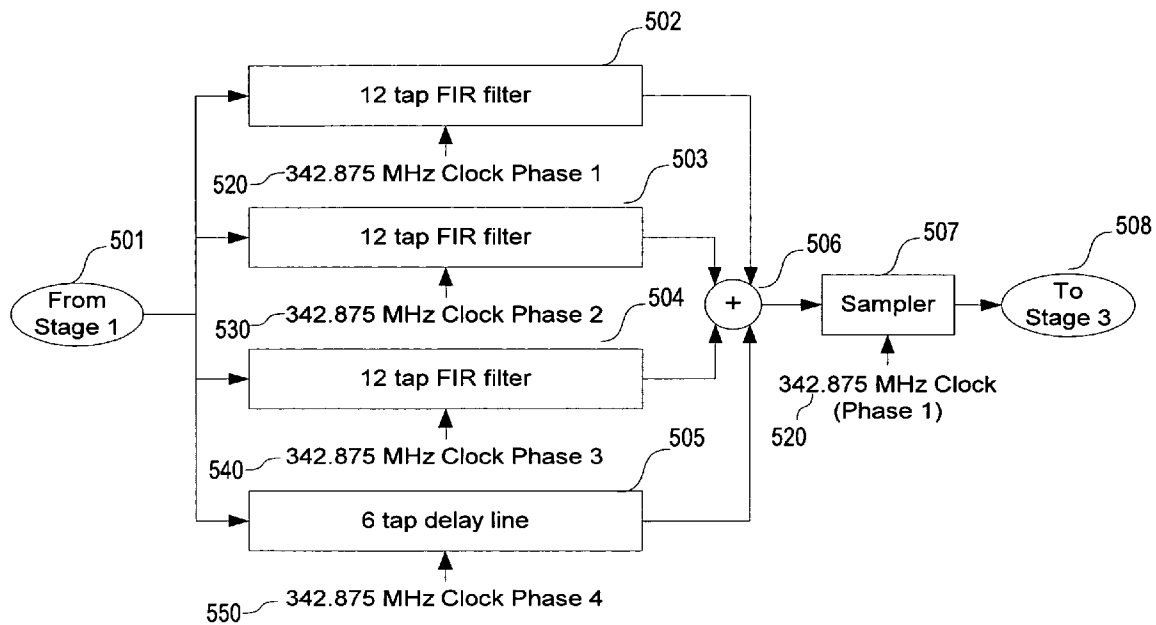 502
12 tap FIR filter
520 342.875 MHz Clock Phase 1
503
501
12 tap FIR filter
506
507
508
From
Stage 1
+
Sampler
To
Stage 3
530 342.875 MHz Clock Phase 2
504
12 tap FIR filter
342.875 MHz Clock
(Phase 1)
520
540 342.875 MHz Clock Phase 3
505
6 tap delay line
550 342.875 MHz Clock Phase 4